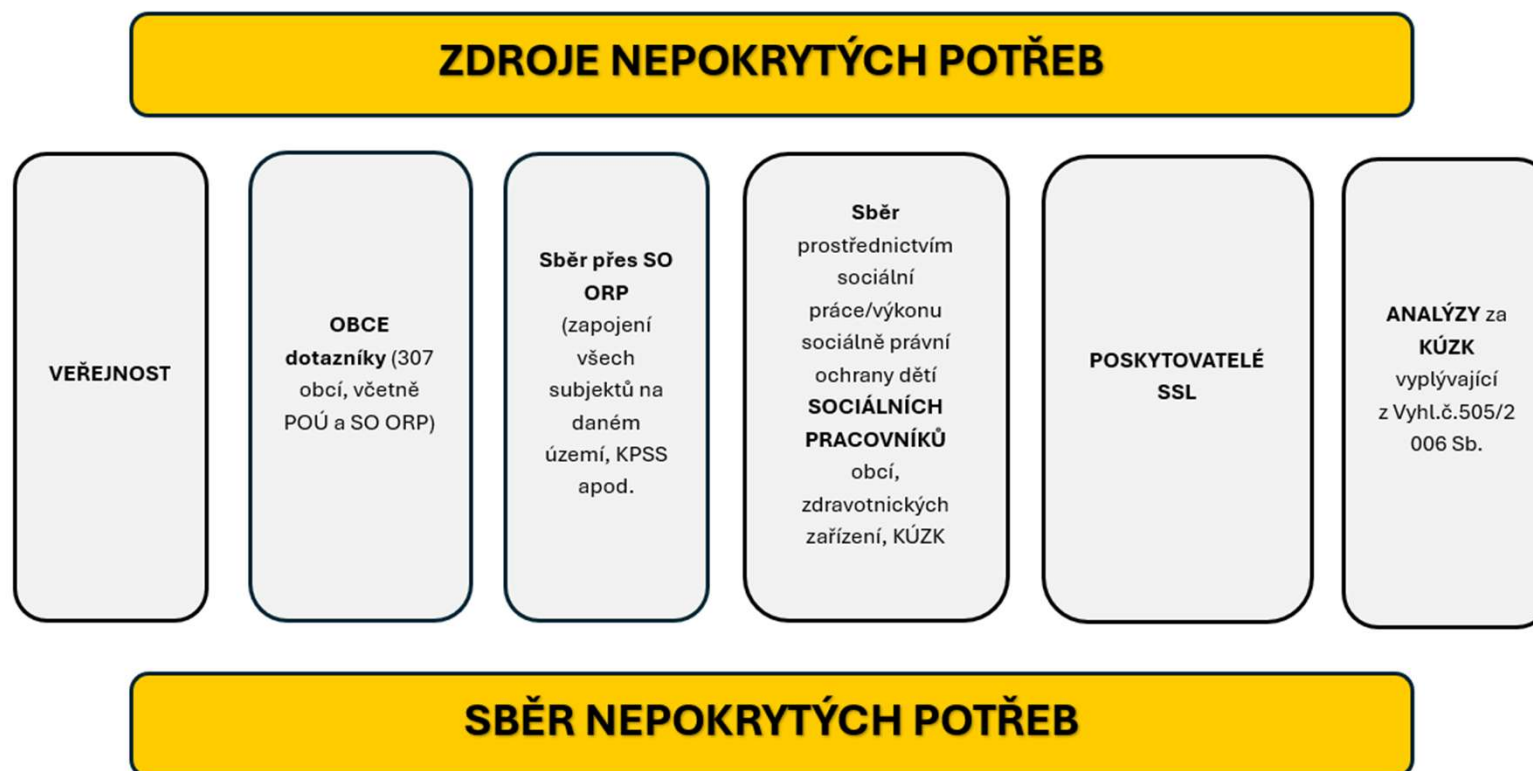 ZDROJE NEPOKRYTÝCH POTŘEB
VEŘEJNOST
OBCE
dotazníky (307
obcí, včetně
POÚ a SO ORP)
Sběr přes SO
ORP
(zapojení
všech
subjektů na
daném
území, KPSS
apod.
Sběr
prostřednictvím
sociální
práce/výkonu
sociálně právní
ochrany dětí
SOCIÁLNÍCH
PRACOVNÍKŮ
obcí,
zdravotnických
zařízení, KÚZK
POSKYTOVATELÉ
SSL
ANALÝZY za
KÚZK
vyplývající
z Vyhl.č.505/2
006 Sb.
SBĚR NEPOKRYTÝCH POTŘEB